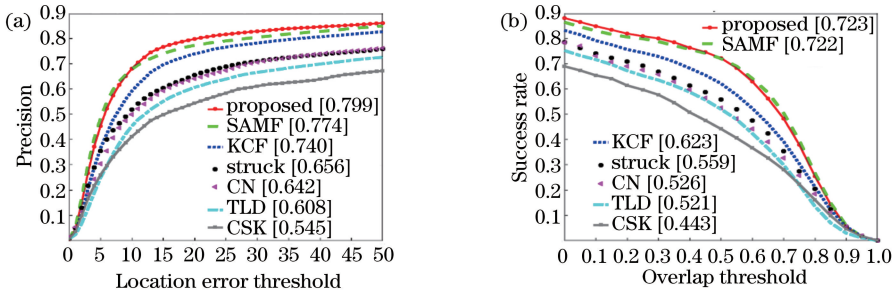 (a)
0.9
0.8
0.7
0.6
0.5
0.4
0.3
0.2
0.1
Precision
proposed [0.799]
SAMF [0.774]
KCF [0.740]
struck [0.656]
CN [0.642]
TLD [0.608]
CSK [0.545]
0 5 10 15 20 25 30 35 40 45 50
Location error threshold
(b)
0.9
0.8
0.7
0.6
0.5
0.4
0.3
0.2
0.1
Success rate
proposed [0.723]
SAMF [0.722]
KCF [0.623]
struck [0.559]
CN [0.526]
TLD [0.521]
CSK [0.443]
0 0.1 0.2 0.3 0.4 0.5 0.6 0.7 0.8 0.9 1.0
Overlap threshold